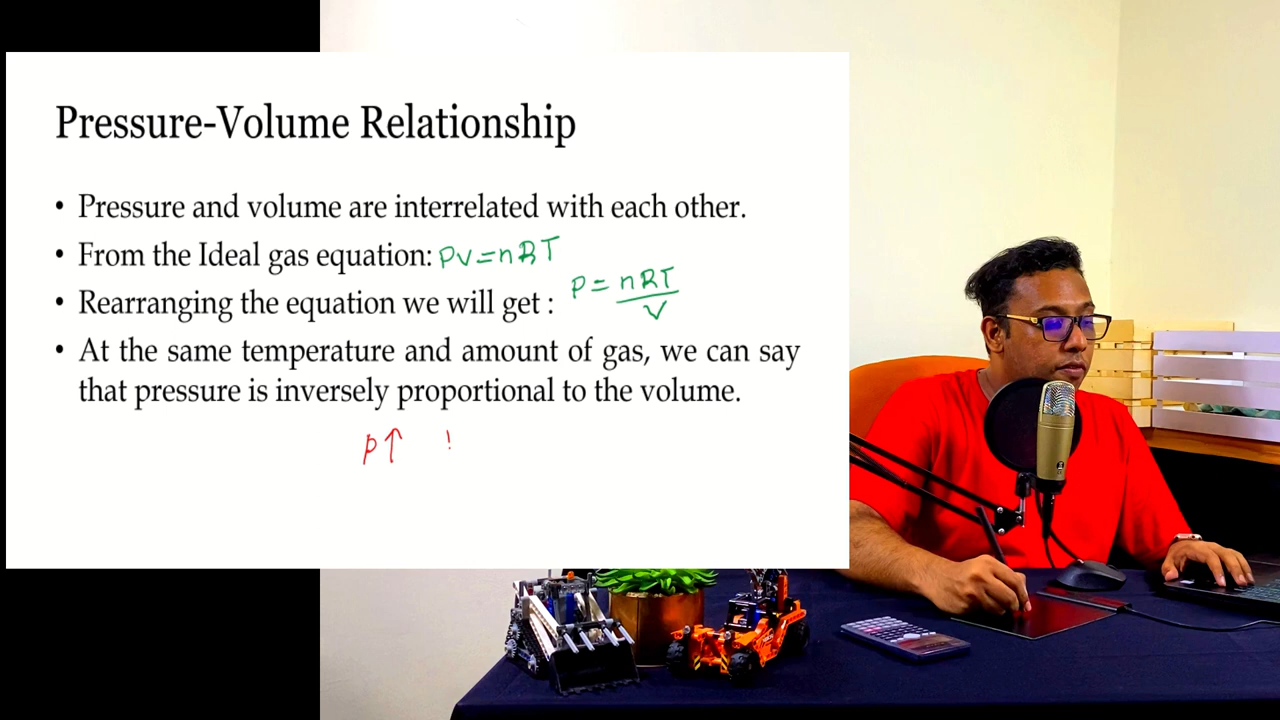 Pressure-Volume Relationship
• Pressure and volume are interrelated with each other.
• From the Ideal gas equation: PV = nRT
• Rearranging the equation we will get : P = nRT / V
• At the same temperature and amount of gas, we can say
that pressure is inversely proportional to the volume.
P↑